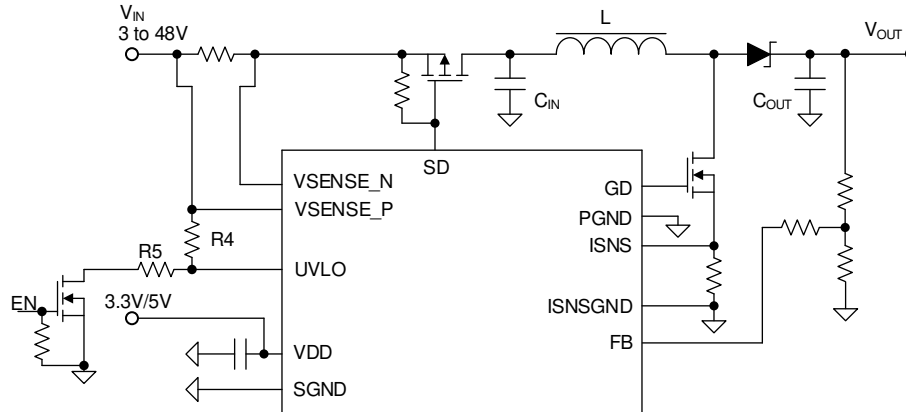 VIN
3 to 48V
L
VOUT
CIN
COUT
SD
VSENSE_N
GD
VSENSE_P
PGND
R4
ISNS
R5
UVLO
EN
3.3V/5V
ISNSGND
VDD
FB
SGND